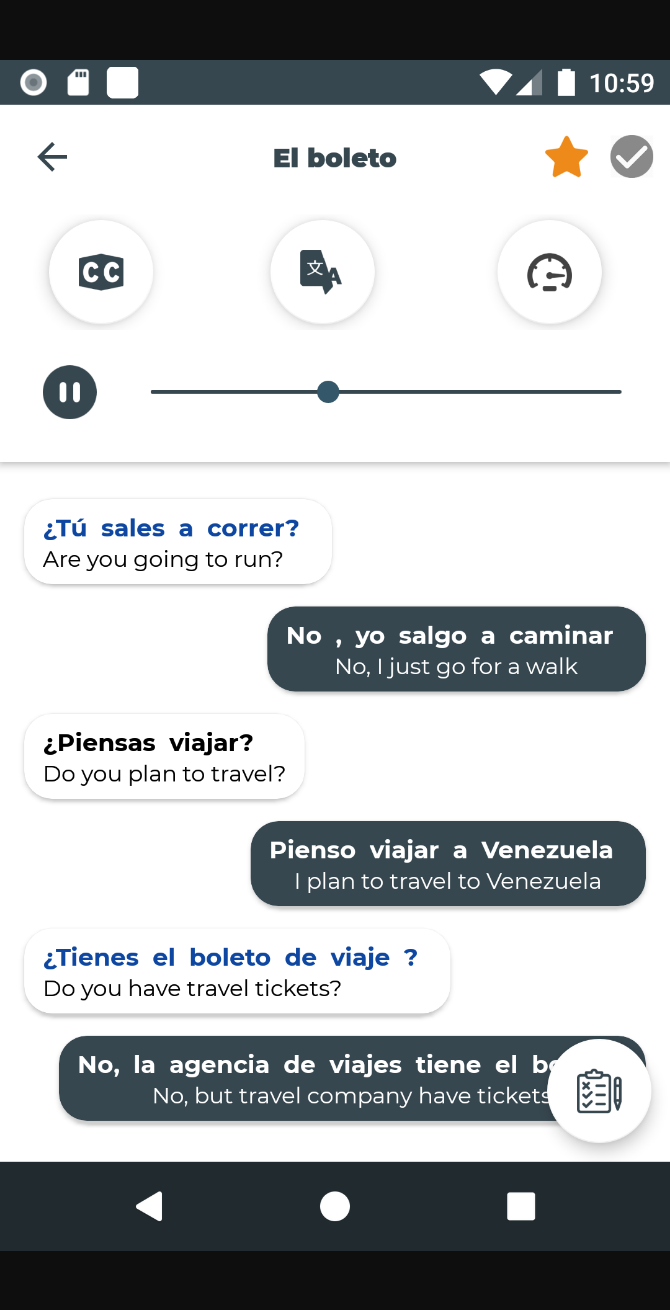 10:59
El boleto
CC
文A
¿Tú sales a correr?
Are you going to run?
No , yo salgo a caminar
No, I just go for a walk
¿Piensas viajar?
Do you plan to travel?
Pienso viajar a Venezuela
I plan to travel to Venezuela
¿Tienes el boleto de viaje ?
Do you have travel tickets?
No, la agencia de viajes tiene el
No, but travel company have tickets